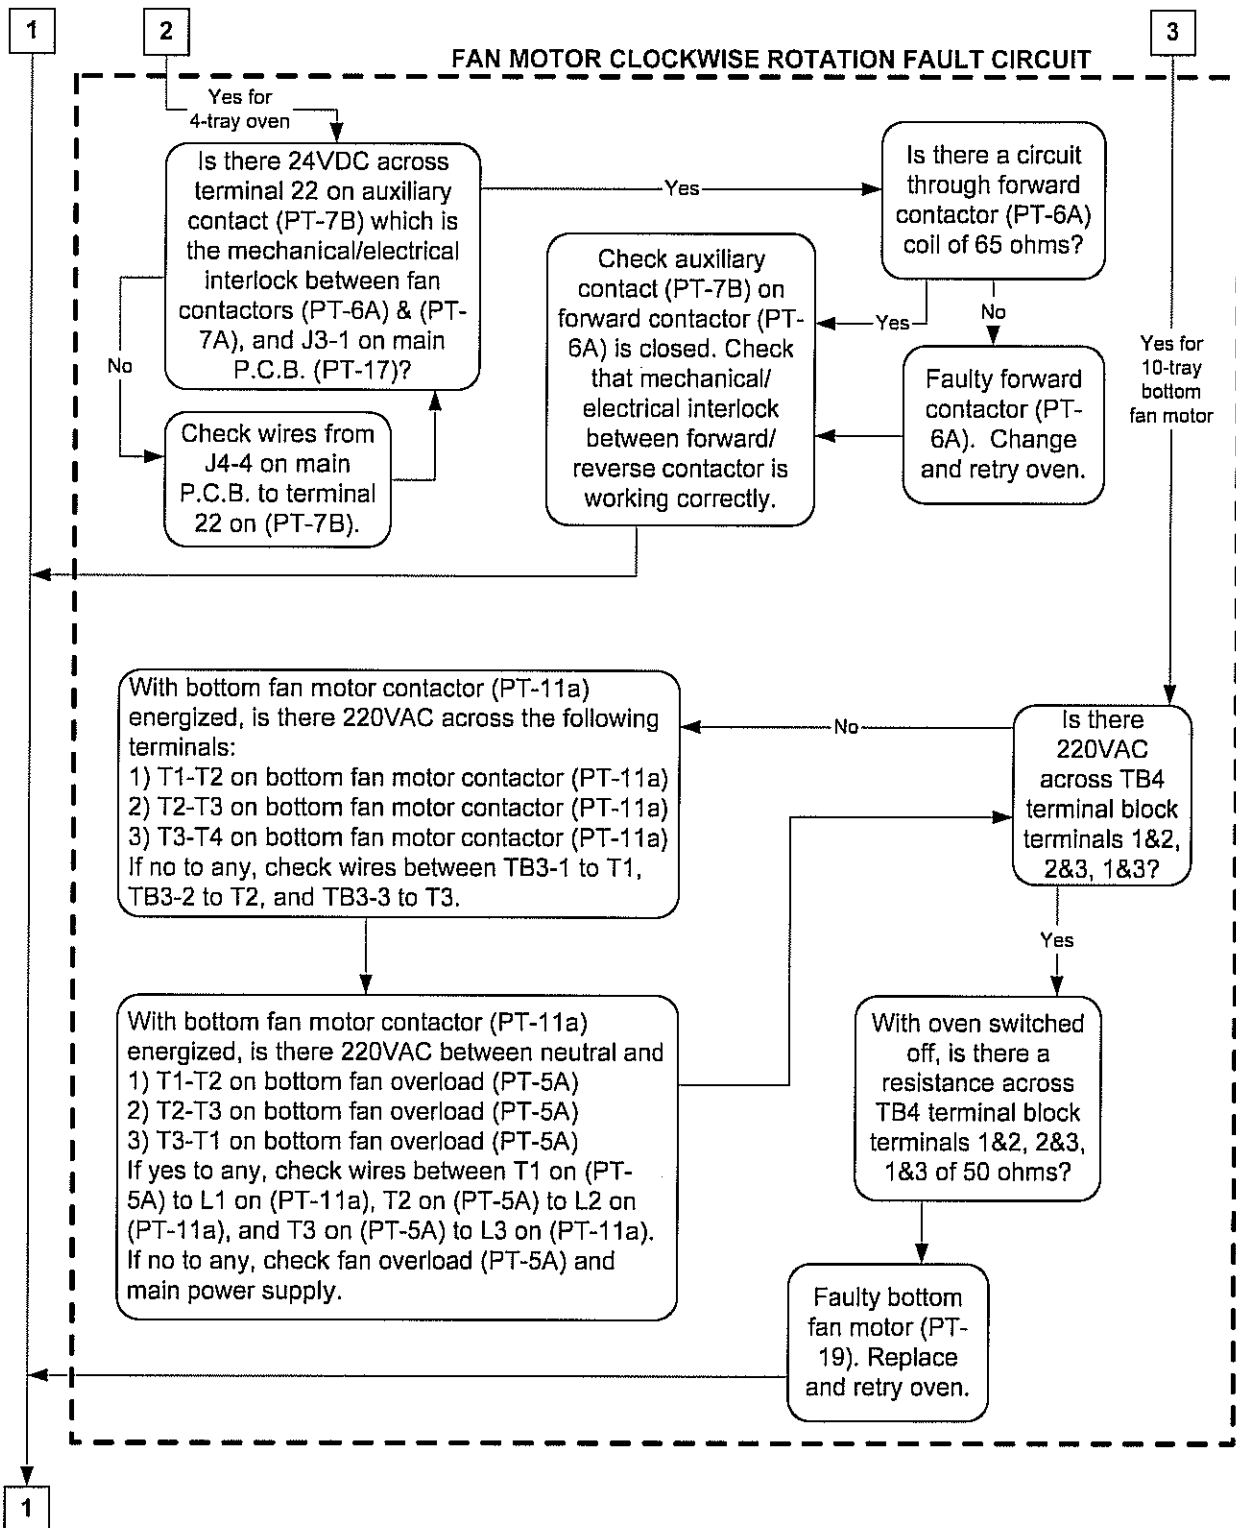 1
2
3
FAN MOTOR CLOCKWISE ROTATION FAULT CIRCUIT
Yes for
4-tray oven
Is there 24VDC across
terminal 22 on auxiliary
contact (PT-7B) which is
the mechanical/electrical
interlock between fan
contactors (PT-6A) & (PT-
7A), and J3-1 on main
P.C.B. (PT-17)?
Yes
Is there a circuit
through forward
contactor (PT-6A)
coil of 65 ohms?
No
Check wires from
J4-4 on main
P.C.B. to terminal
22 on (PT-7B).
Check auxiliary
contact (PT-7B) on
forward contactor (PT-
6A) is closed. Check
that mechanical/
electrical interlock
between forward/
reverse contactor is
working correctly.
Yes
No
Faulty forward
contactor (PT-
6A). Change
and retry oven.
Yes for
10-tray
bottom
fan motor
With bottom fan motor contactor (PT-11a)
energized, is there 220VAC across the following
terminals:
1) T1-T2 on bottom fan motor contactor (PT-11a)
2) T2-T3 on bottom fan motor contactor (PT-11a)
3) T3-T4 on bottom fan motor contactor (PT-11a)
If no to any, check wires between TB3-1 to T1,
TB3-2 to T2, and TB3-3 to T3.
No
Is there
220VAC
across TB4
terminal block
terminals 1&2,
2&3, 1&3?
Yes
With bottom fan motor contactor (PT-11a)
energized, is there 220VAC between neutral and
1) T1-T2 on bottom fan overload (PT-5A)
2) T2-T3 on bottom fan overload (PT-5A)
3) T3-T1 on bottom fan overload (PT-5A)
If yes to any, check wires between T1 on (PT-
5A) to L1 on (PT-11a), T2 on (PT-5A) to L2 on
(PT-11a), and T3 on (PT-5A) to L3 on (PT-11a).
If no to any, check fan overload (PT-5A) and
main power supply.
With oven switched
off, is there a
resistance across
TB4 terminal block
terminals 1&2, 2&3,
1&3 of 50 ohms?
Faulty bottom
fan motor (PT-
19). Replace
and retry oven.
1